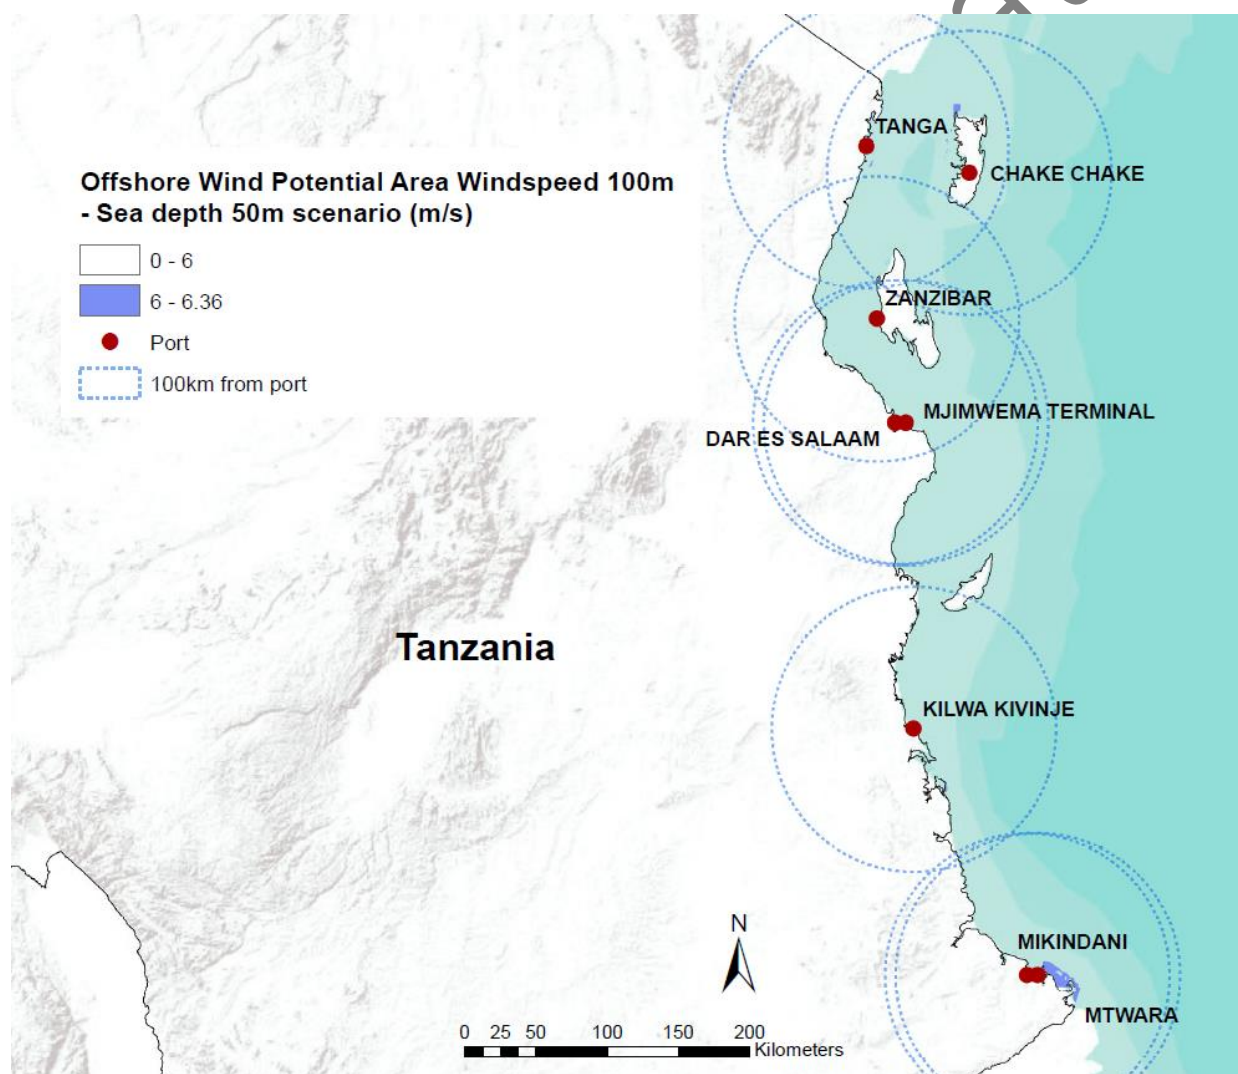 Offshore Wind Potential Area Windspeed 100m
- Sea depth 50m scenario (m/s)
0 - 6
6 - 6.36
Port
100km from port
TANGA
CHAKE CHAKE
ZANZIBAR
MJIMWEMA TERMINAL
DAR ES SALAAM
Tanzania
KILWA KIVINJE
N
MIKINDANI
MTWARA
0 25 50 100 150 200
Kilometers